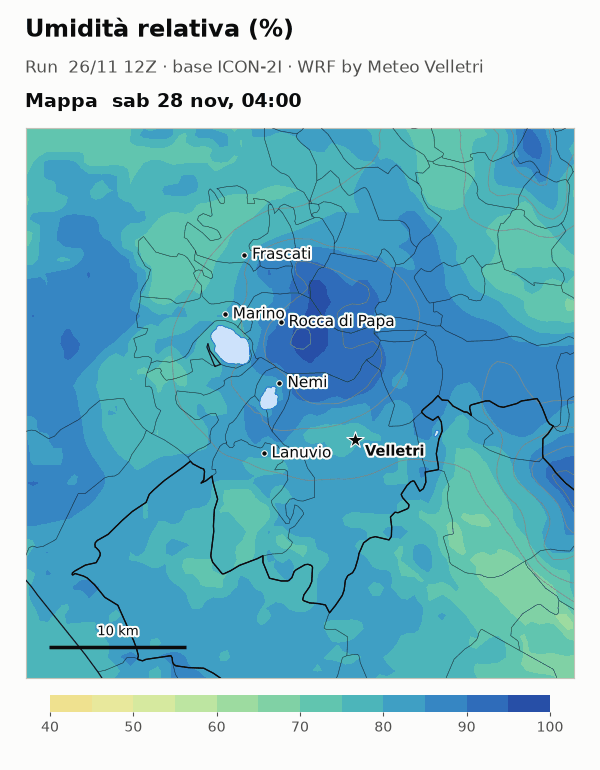 Umidità relativa (%)
Run  26/11 12Z · base ICON-2I · WRF by Meteo Velletri
Mappa  sab 28 nov, 04:00
Frascati
Marino
Rocca di Papa
Nemi
Velletri
Lanuvio
10 km
40 50 60 70 80 90 100